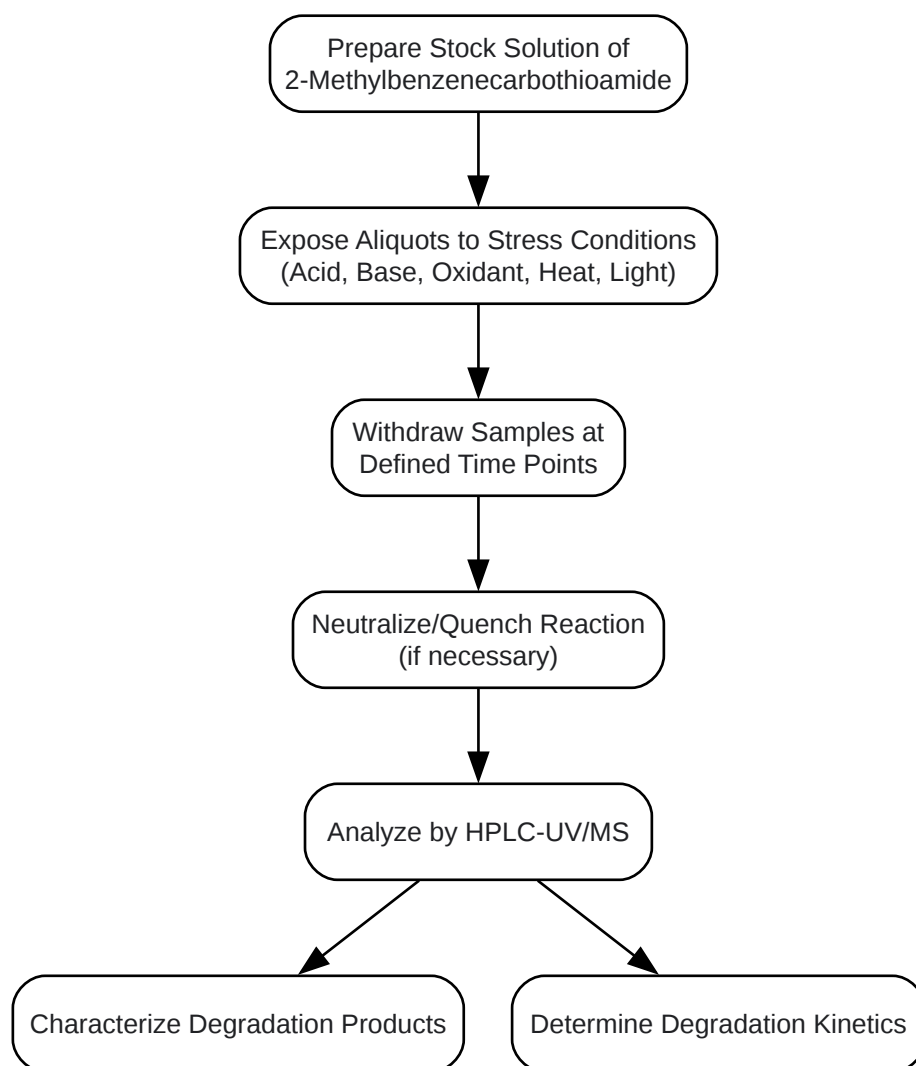 Prepare Stock Solution of
2-Methylbenzenecarbothioamide
Expose Aliquots to Stress Conditions
(Acid, Base, Oxidant, Heat, Light)
Withdraw Samples at
Defined Time Points
Neutralize/Quench Reaction
(if necessary)
Analyze by HPLC-UV/MS
Characterize Degradation Products
Determine Degradation Kinetics